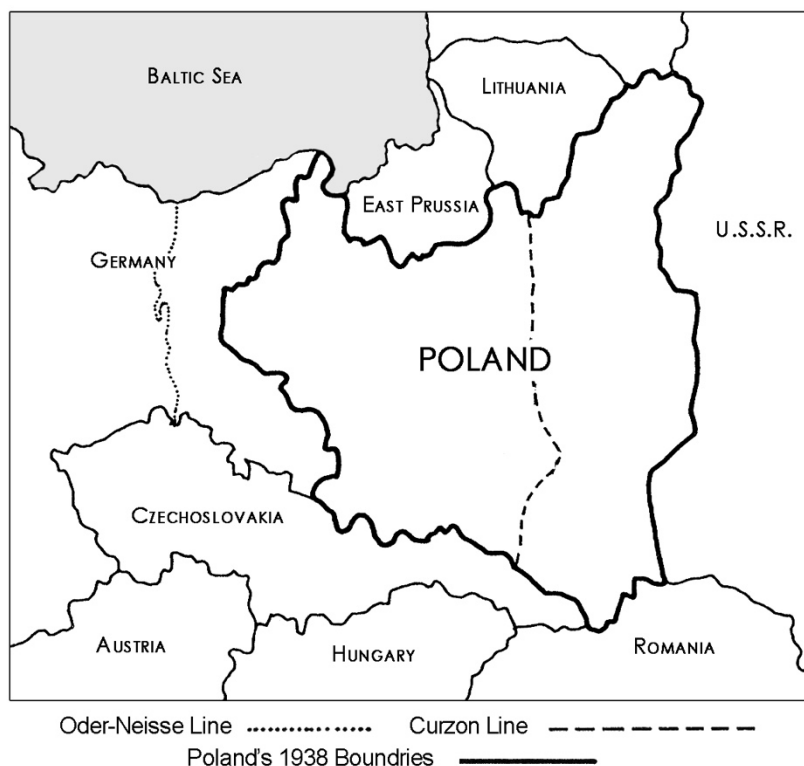 BALTIC SEA
LITHUANIA
EAST PRUSSIA
U.S.S.R.
GERMANY
POLAND
CZECHOSLOVAKIA
AUSTRIA
HUNGARY
ROMANIA
Oder-Neisse Line
Curzon Line
Poland's 1938 Boundries